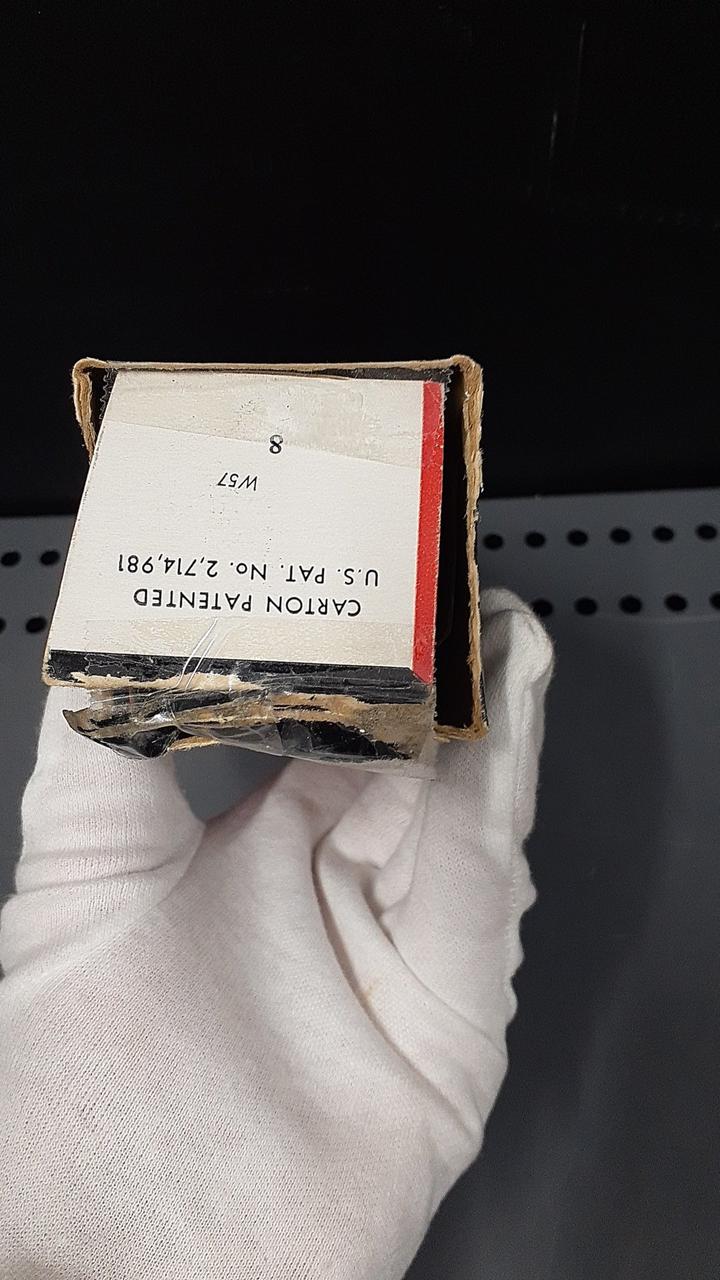 CARTON PATENTED
U.S. PAT. No. 2,714,981
W57
8